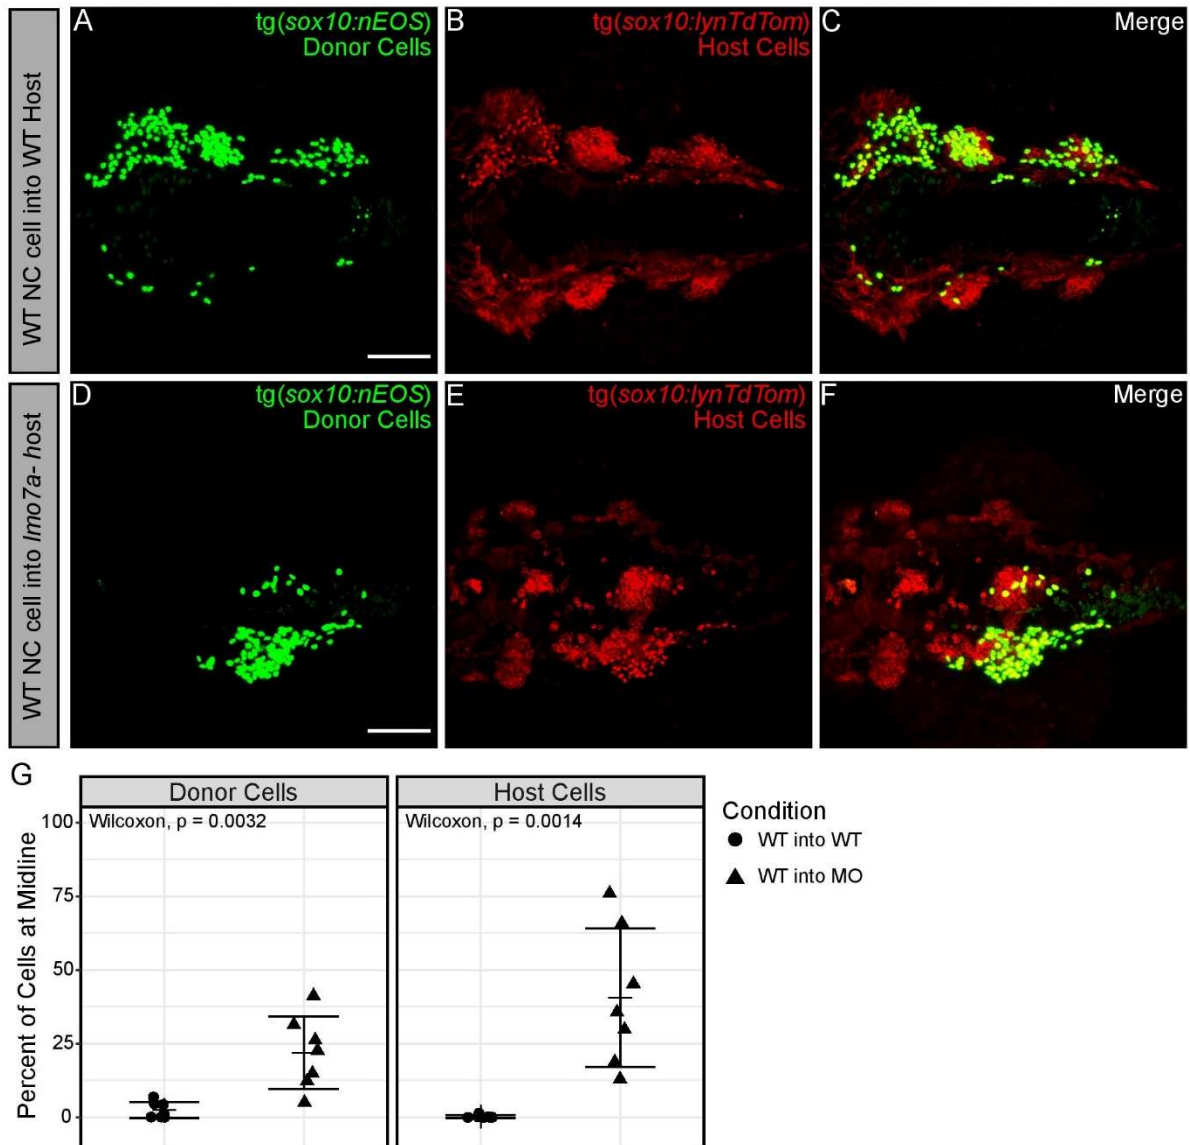 A
tg(sox10:nEOS)
Donor Cells
B
tg(sox10:lynTdTom)
Host Cells
C
Merge
WT NC cell into WT Host
D
tg(sox10:nEOS)
Donor Cells
E
tg(sox10:lynTdTom)
Host Cells
F
Merge
WT NC cell into lmo7a- host
G
Donor Cells
Host Cells
Wilcoxon, p = 0.0032
Wilcoxon, p = 0.0014
Percent of Cells at Midline
100
75
50
25
0
Condition
WT into WT
WT into MO